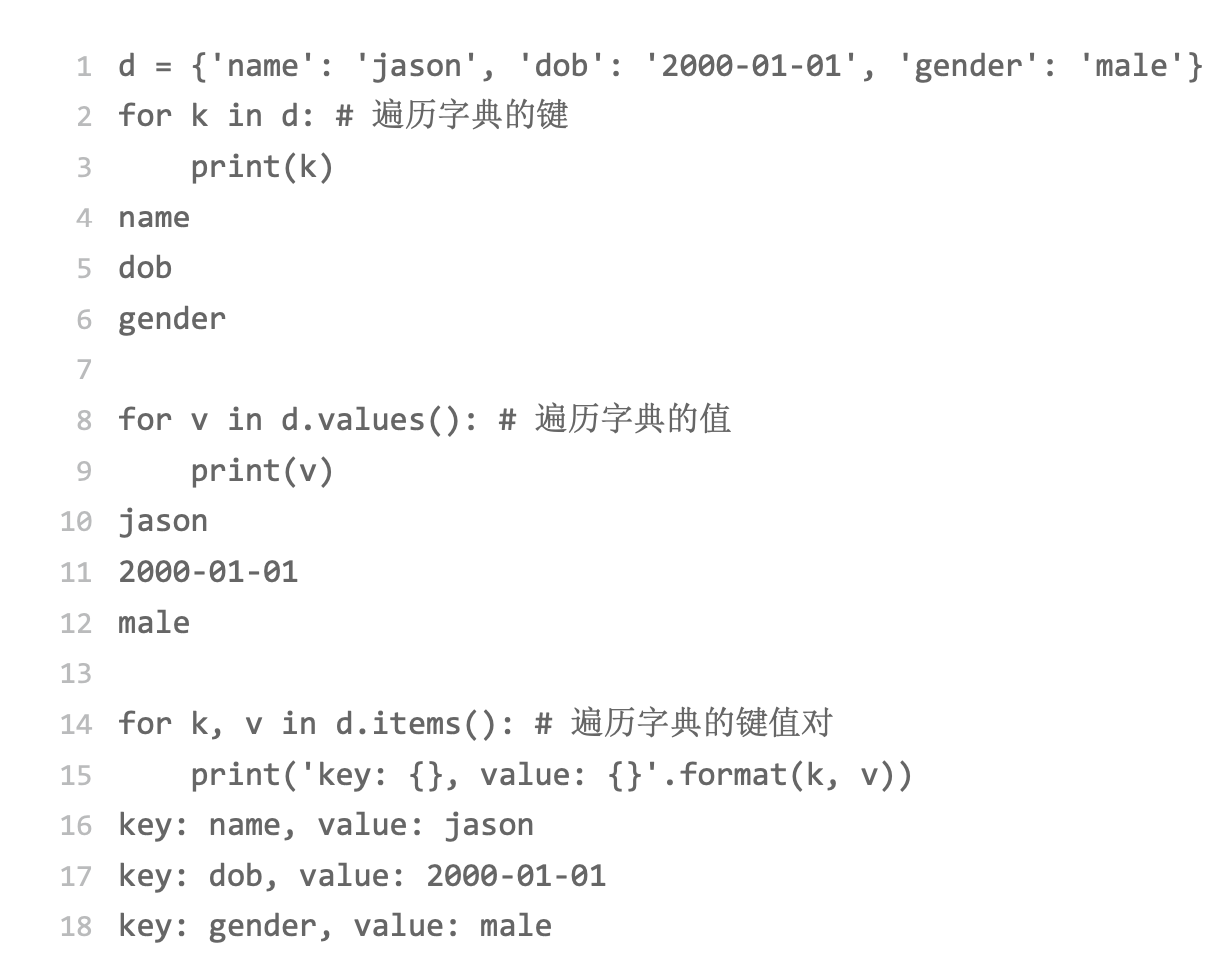 1 d = {'name': 'jason', 'dob': '2000-01-01', 'gender': 'male'}
2 for k in d: # 遍历字典的键
3     print(k)
4 name
5 dob
6 gender
7
8 for v in d.values(): # 遍历字典的值
9     print(v)
10 jason
11 2000-01-01
12 male
13
14 for k, v in d.items(): # 遍历字典的键值对
15     print('key: {}, value: {}'.format(k, v))
16 key: name, value: jason
17 key: dob, value: 2000-01-01
18 key: gender, value: male